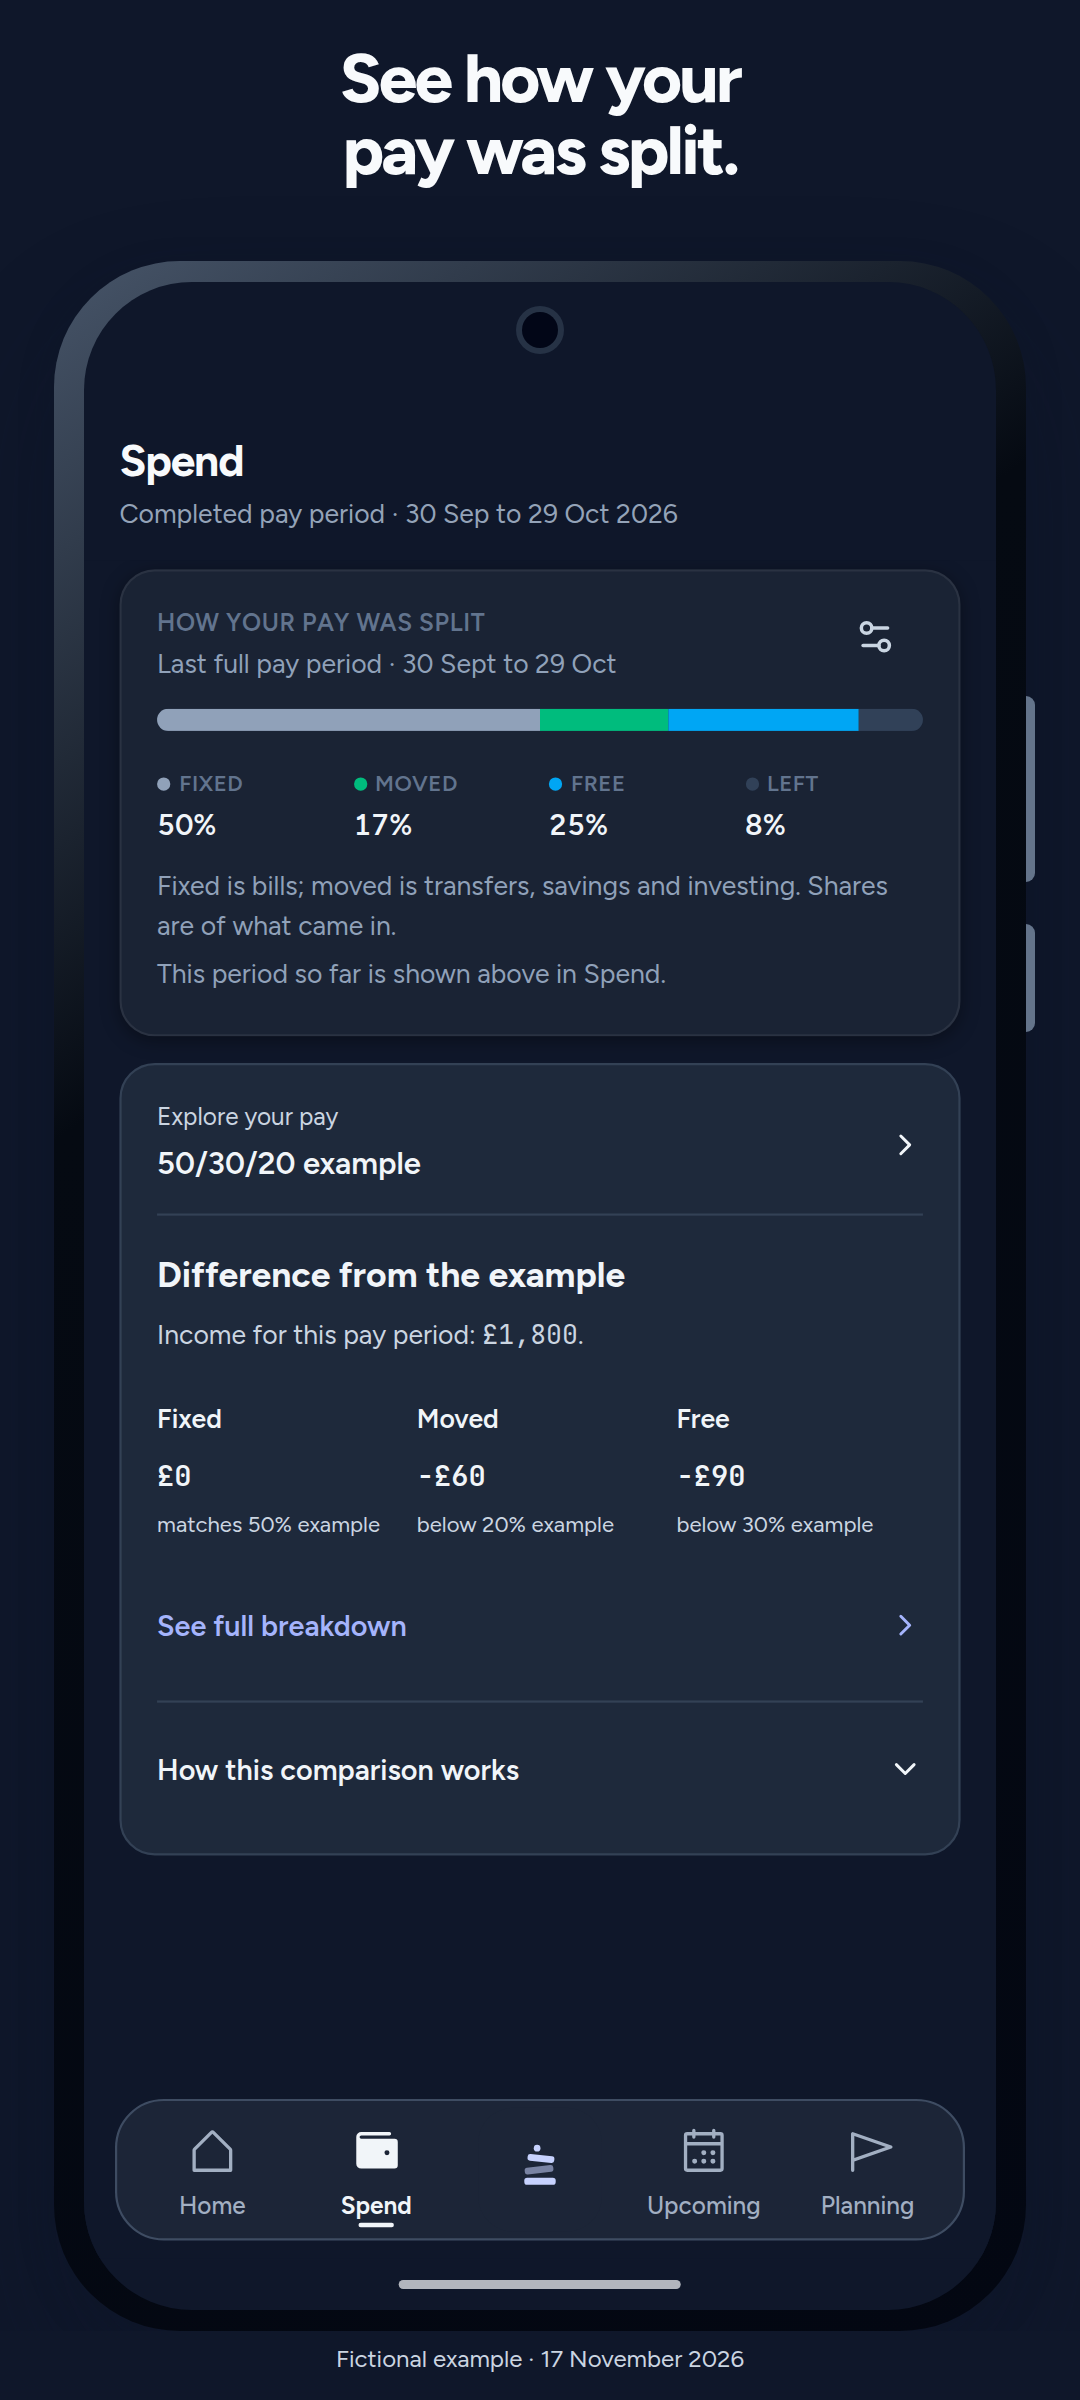 See how your
pay was split.
Spend
Completed pay period · 30 Sep to 29 Oct 2026
HOW YOUR PAY WAS SPLIT
Last full pay period · 30 Sept to 29 Oct
FIXED MOVED FREE LEFT
50% 17% 25% 8%
Fixed is bills; moved is transfers, savings and investing. Shares
are of what came in.
This period so far is shown above in Spend.
Explore your pay
50/30/20 example
Difference from the example
Income for this pay period: £1,800.
Fixed Moved Free
£0 -£60 -£90
matches 50% example below 20% example below 30% example
See full breakdown
How this comparison works
Home Spend Upcoming Planning
Fictional example · 17 November 2026